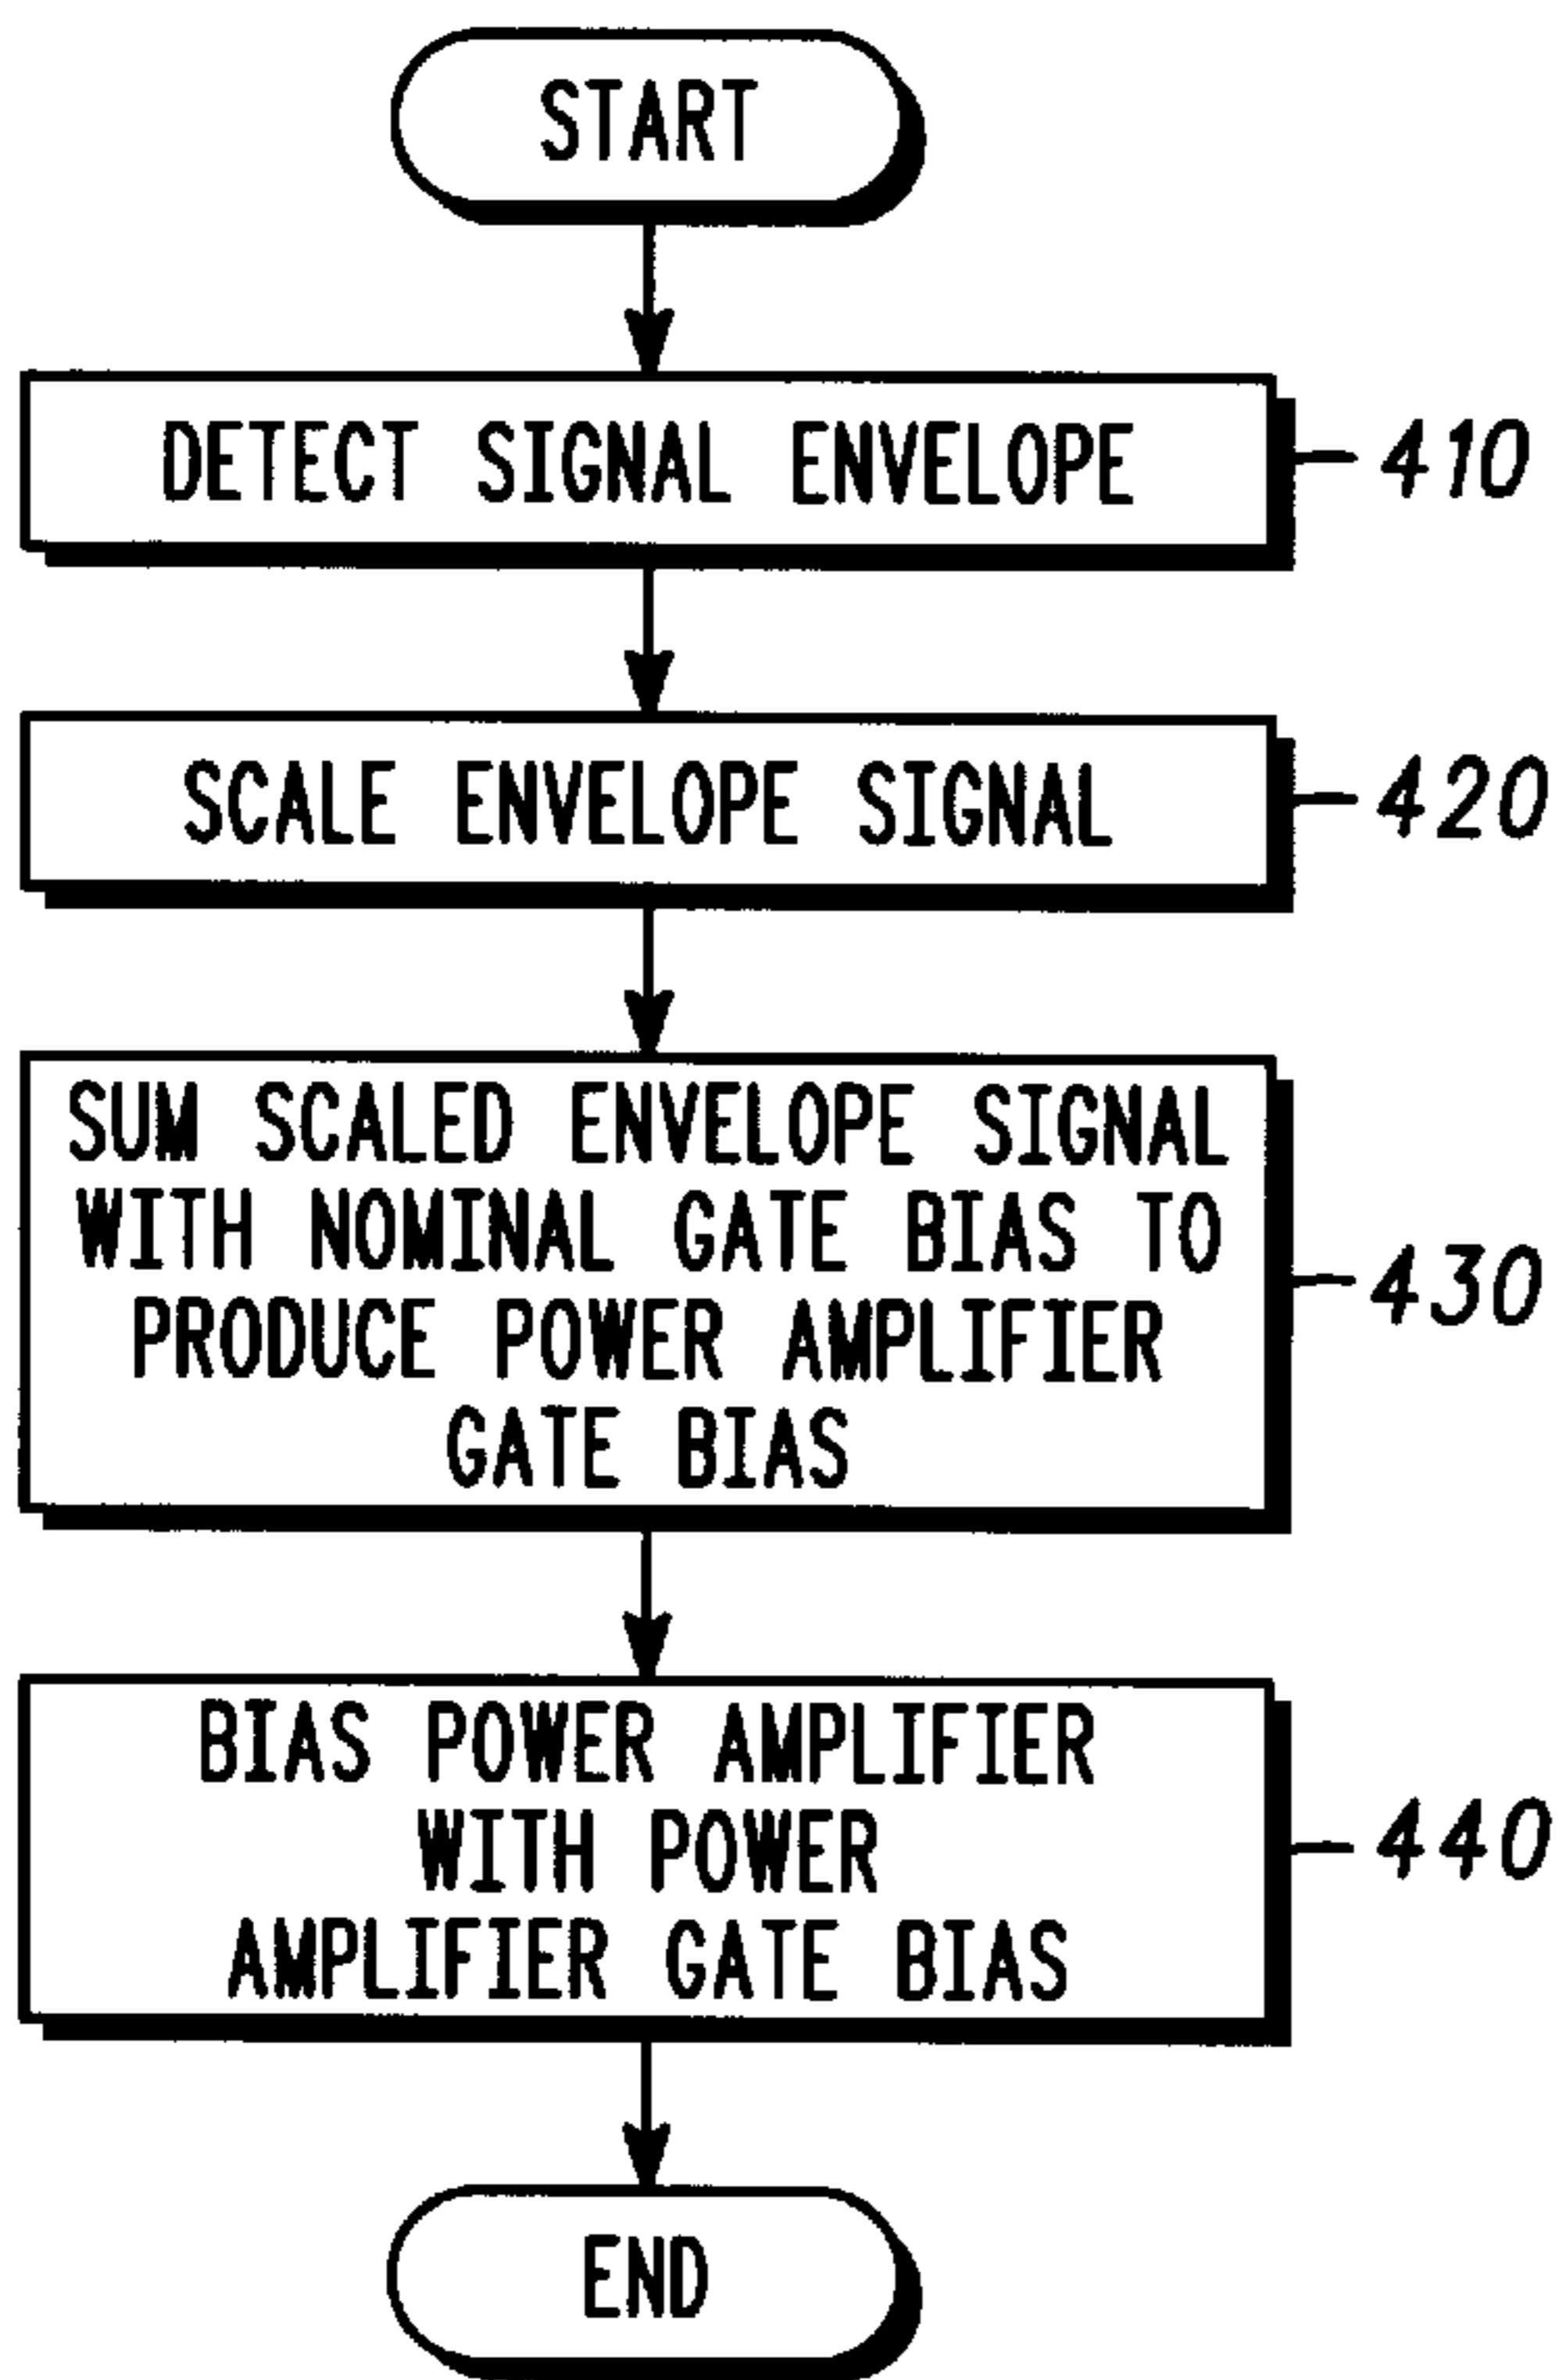 START
DETECT SIGNAL ENVELOPE
410
SCALE ENVELOPE SIGNAL
420
SUM SCALED ENVELOPE SIGNAL
WITH NOMINAL GATE BIAS TO
PRODUCE POWER AMPLIFIER
GATE BIAS
430
BIAS POWER AMPLIFIER
WITH POWER
AMPLIFIER GATE BIAS
440
END